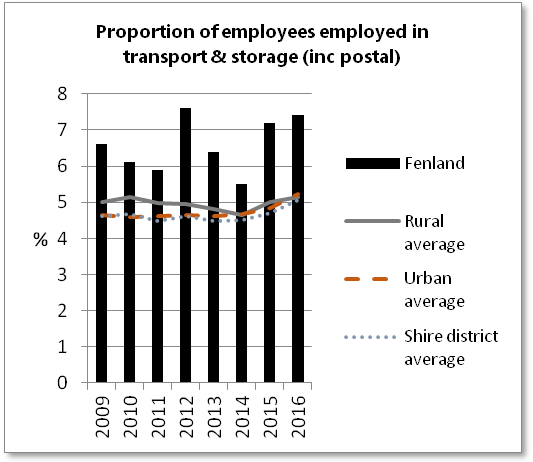 Proportion of employees employed in
transport & storage (inc postal)
8
7
6
5
4
3
2
1
0
%
2009
2010
2011
2012
2013
2014
2015
2016
Fenland
Rural
average
Urban
average
Shire district
average